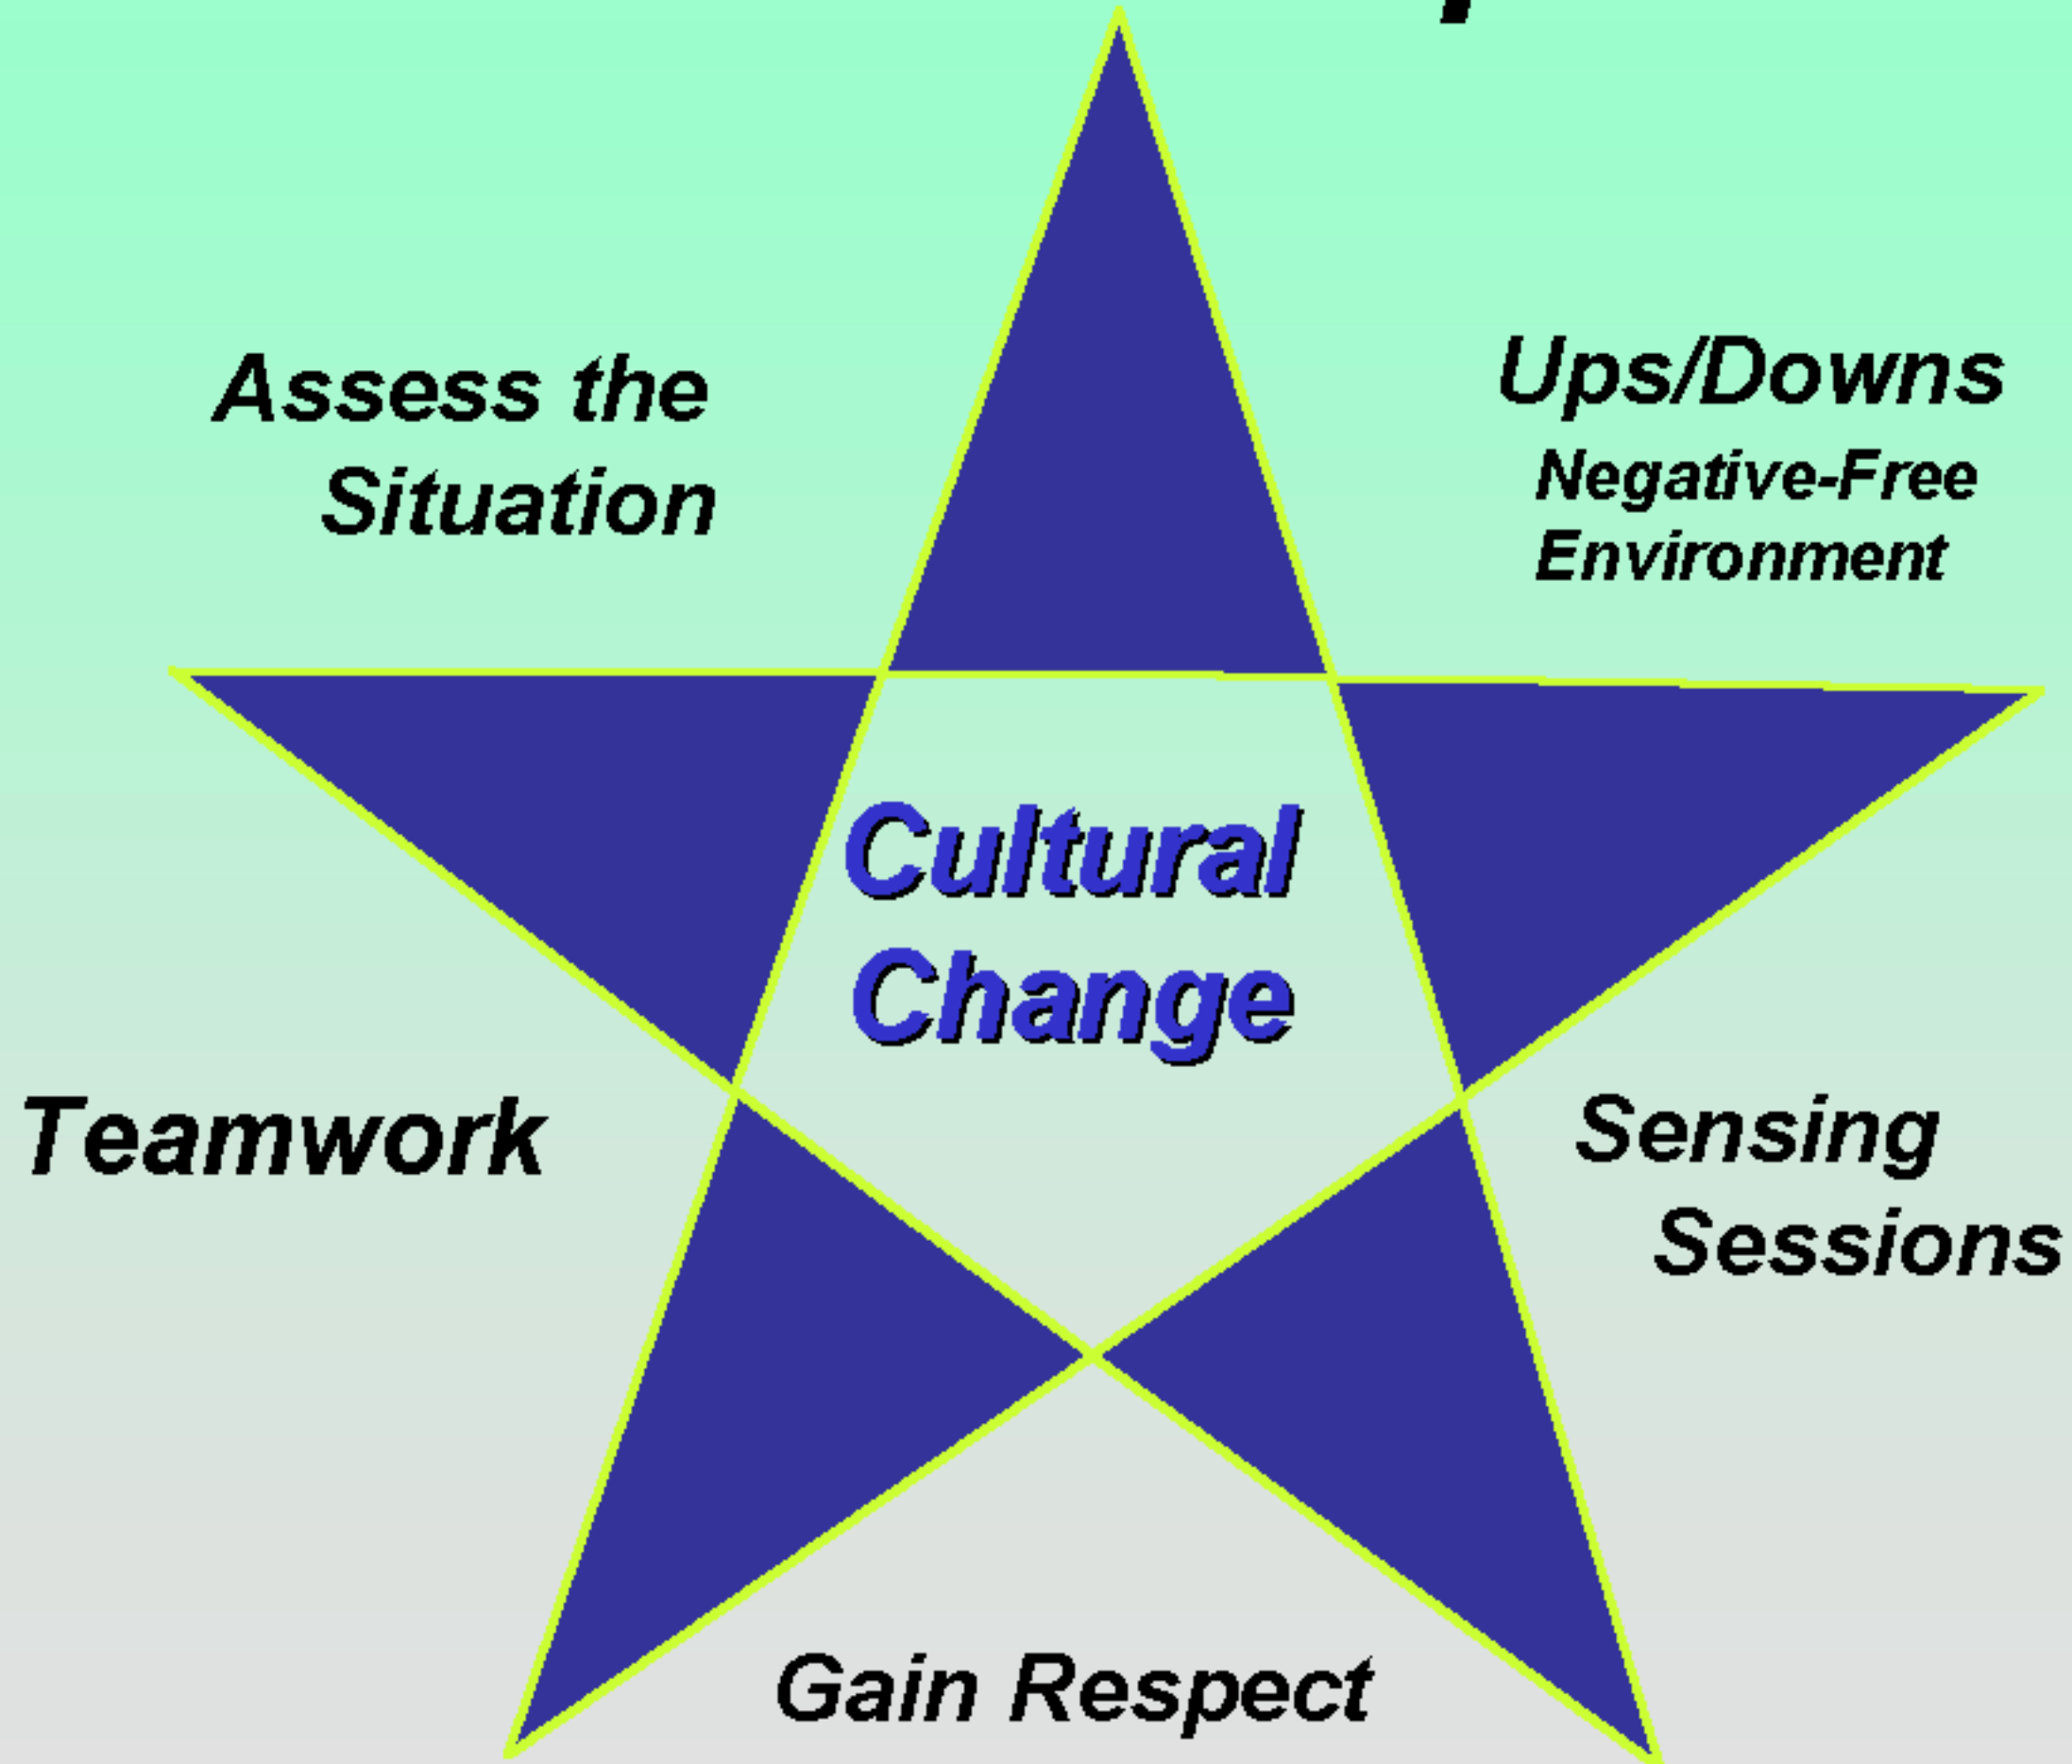 Assess the
Situation
Ups/Downs
Negative-Free
Environment
Cultural
Change
Teamwork
Sensing
Sessions
Gain Respect